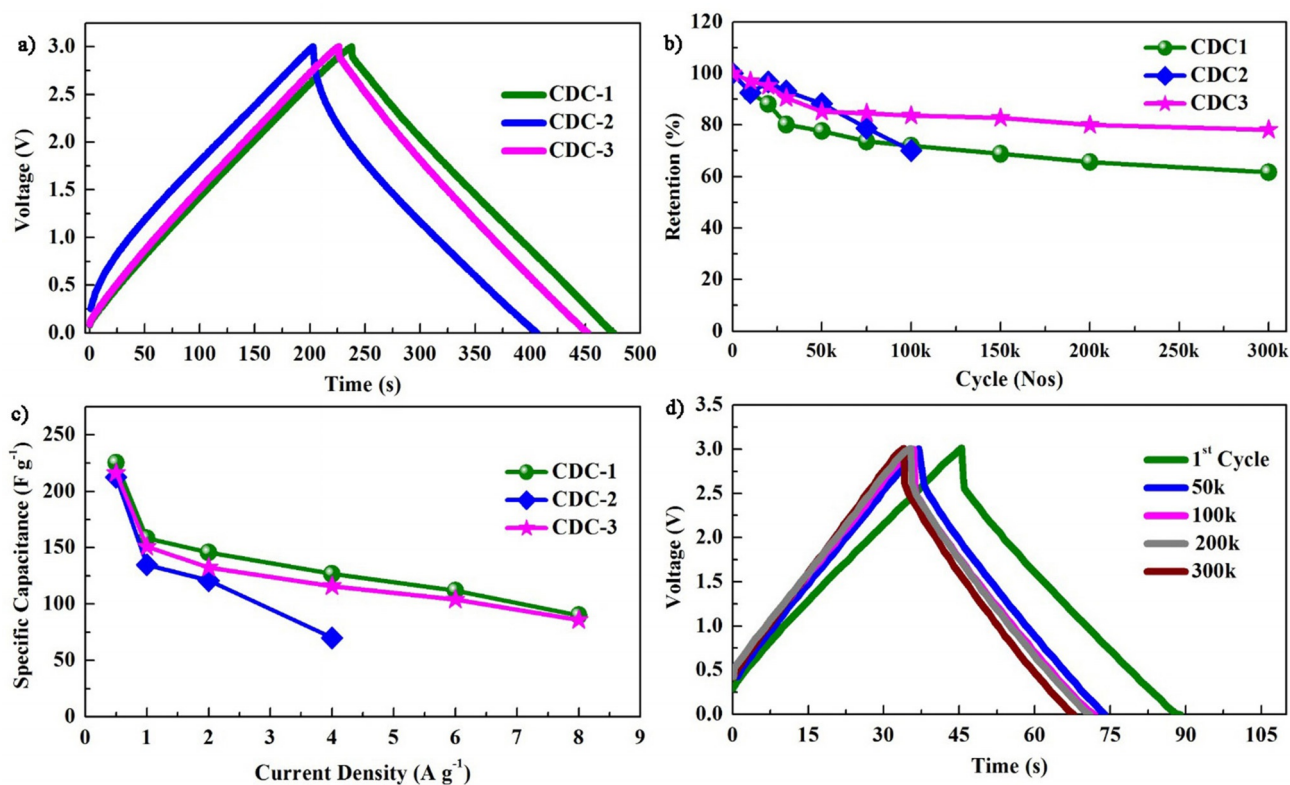 a)
3.0
2.5
2.0
1.5
1.0
0.5
0.0
Voltage (V)
CDC-1
CDC-2
CDC-3
0 50 100 150 200 250 300 350 400 450 500
Time (s)
b)
120
100
80
60
40
20
0
Retention (%)
CDC1
CDC2
CDC3
0 50k 100k 150k 200k 300k
Cycle (Nos)
c)
250
200
150
100
50
0
Specific Capacitance (F g⁻¹)
CDC-1
CDC-2
CDC-3
0 1 2 3 4 5 6 7 8 9
Current Density (A g⁻¹)
d)
3.5
3.0
2.5
2.0
1.5
1.0
0.5
0.0
Voltage (V)
1st Cycle
50k
100k
200k
300k
0 15 30 45 60 75 90 105
Time (s)